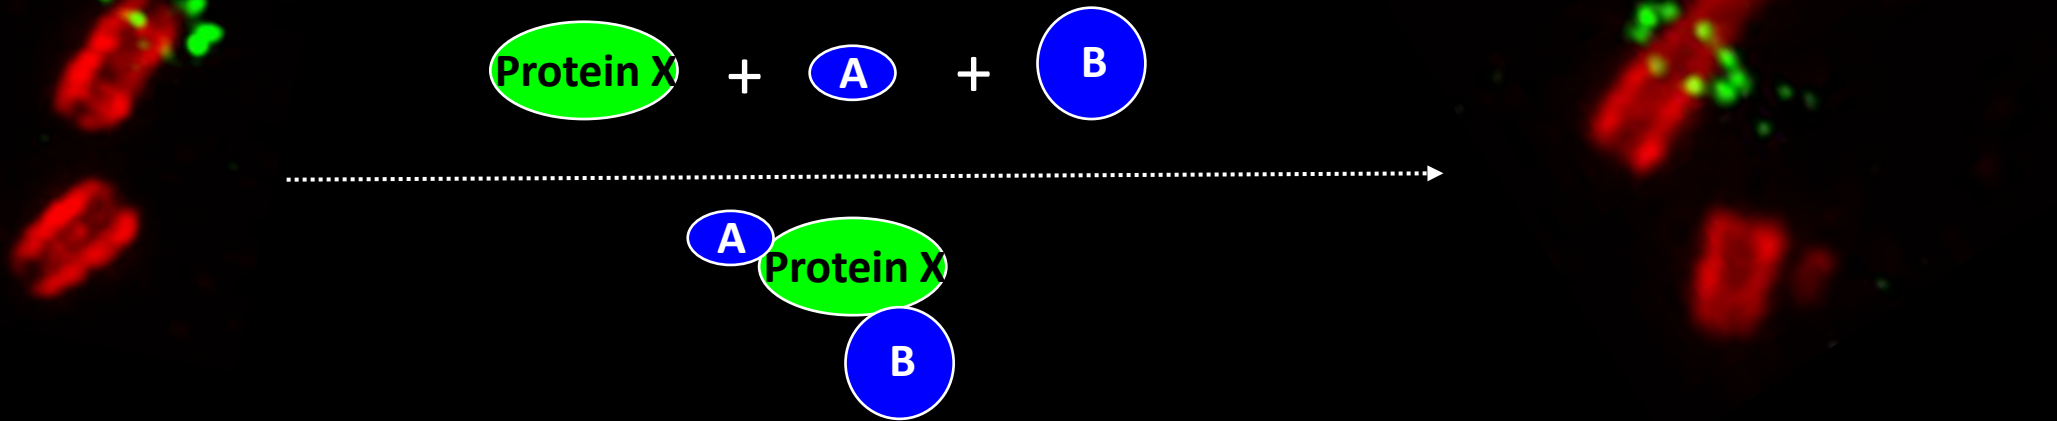 Protein X + A + B
A
Protein X
B